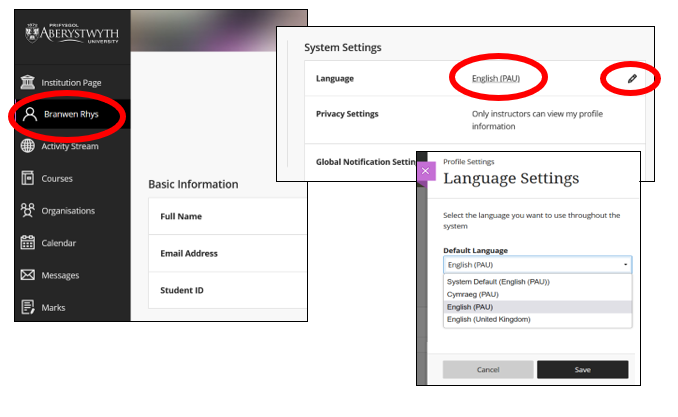 PRIFYSGOL
ABERYSTWYTH
UNIVERSITY
Institution Page
Branwen Rhys
Activity Stream
Courses
Organisations
Calendar
Messages
Marks
Basic Information
Full Name
Email Address
Student ID
System Settings
Language English (PAU)
Privacy Settings Only instructors can view my profile
information
Global Notification Settin
Profile Settings
Language Settings
Select the language you want to use throughout the
system
Default Language
English (PAU)
System Default (English (PAU))
Cymraeg (PAU)
English (PAU)
English (United Kingdom)
Cancel Save